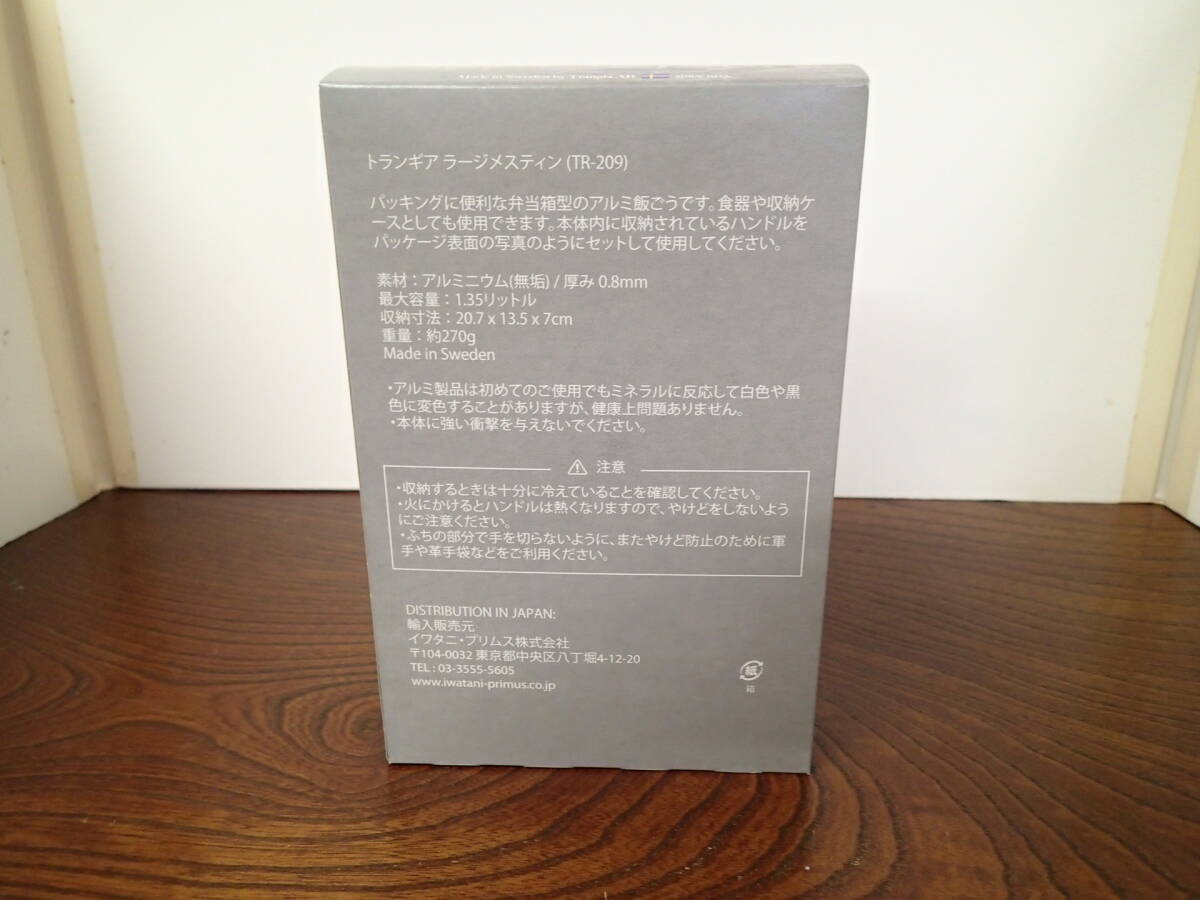 Made in Sweden by Trangia AB
トランギア ラージメスティン (TR-209)
パッキングに便利な弁当箱型のアルミ飯ごうです。食器や収納ケ
ースとしても使用できます。本体内に収納されているハンドルを
パッケージ表面の写真のようにセットして使用してください。
素材：アルミニウム(無垢) / 厚み 0.8mm
最大容量：1.35リットル
収納寸法：20.7 x 13.5 x 7cm
重量：約270g
Made in Sweden
・アルミ製品は初めてのご使用でもミネラルに反応して白色や黒
色に変色することがありますが、健康上問題ありません。
・本体に強い衝撃を与えないでください。
注意
・収納するときは十分に冷えていることを確認してください。
・火にかけるとハンドルは熱くなりますので、やけどをしないよう
にご注意ください。
・ふちの部分で手を切らないように、またやけど防止のために軍
手や革手袋などをご利用ください。
DISTRIBUTION IN JAPAN:
輸入販売元
イワタニ・プリムス株式会社
〒104-0032 東京都中央区八丁堀4-12-20
TEL : 03-3555-5605
www.iwatani-primus.co.jp
紙
箱